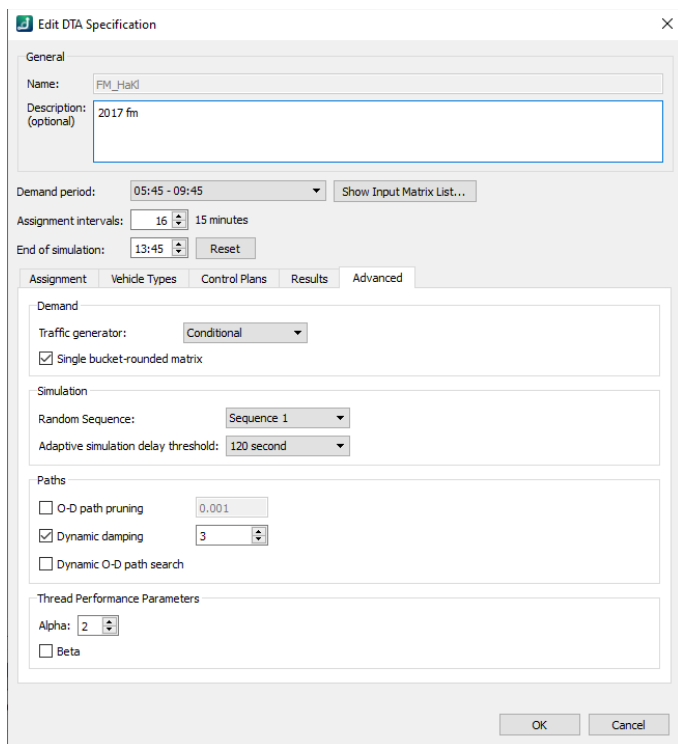 Edit DTA Specification
General
Name: FM_HaKl
Description: 2017 fm
(optional)
Demand period: 05:45 - 09:45 Show Input Matrix List...
Assignment intervals: 16 15 minutes
End of simulation: 13:45 Reset
Assignment Vehicle Types Control Plans Results Advanced
Demand
Traffic generator: Conditional
Single bucket-rounded matrix
Simulation
Random Sequence: Sequence 1
Adaptive simulation delay threshold: 120 second
Paths
O-D path pruning 0.001
Dynamic damping 3
Dynamic O-D path search
Thread Performance Parameters
Alpha: 2
Beta
OK Cancel